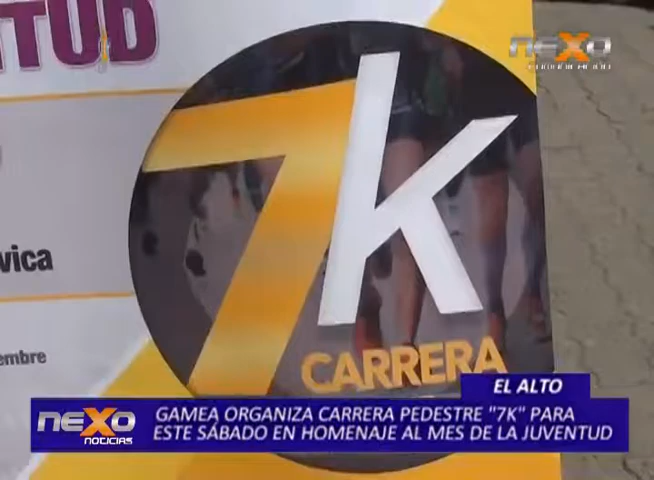 TUD
NEXO
7K
vica
CARRERA
embre
EL ALTO
NEXO
NOTICIAS
GAMEA ORGANIZA CARRERA PEDESTRE "7K" PARA
ESTE SÁBADO EN HOMENAJE AL MES DE LA JUVENTUD